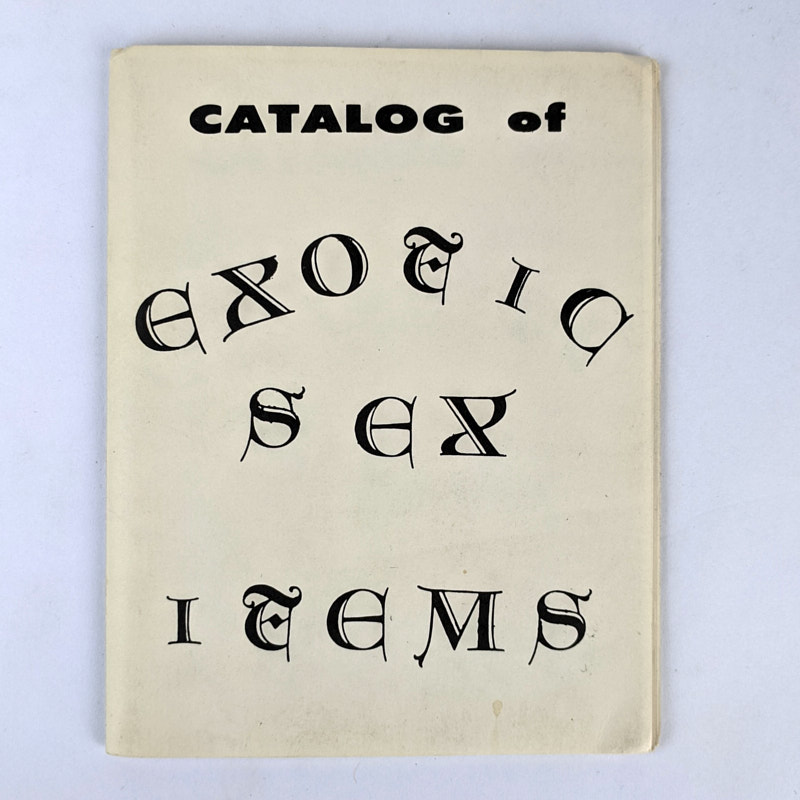 CATALOG of
EXOTIC
SEX
ITEMS